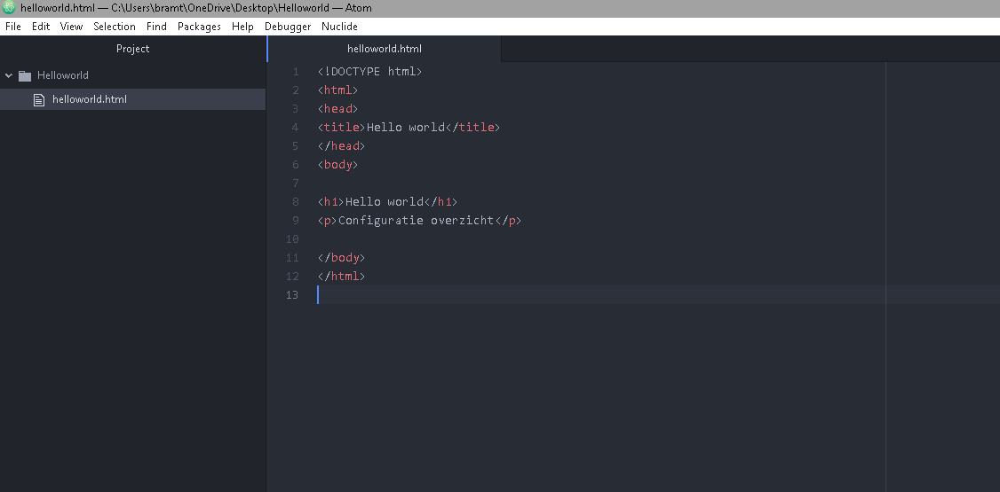 helloworld.html — C:\Users\bramt\OneDrive\Desktop\Helloworld — Atom
File Edit View Selection Find Packages Help Debugger Nuclide
Project
helloworld.html
Helloworld
helloworld.html
1 <!DOCTYPE html>
2 <html>
3 <head>
4 <title>Hello world</title>
5 </head>
6 <body>
7
8 <h1>Hello world</h1>
9 <p>Configuratie overzicht</p>
10
11 </body>
12 </html>
13